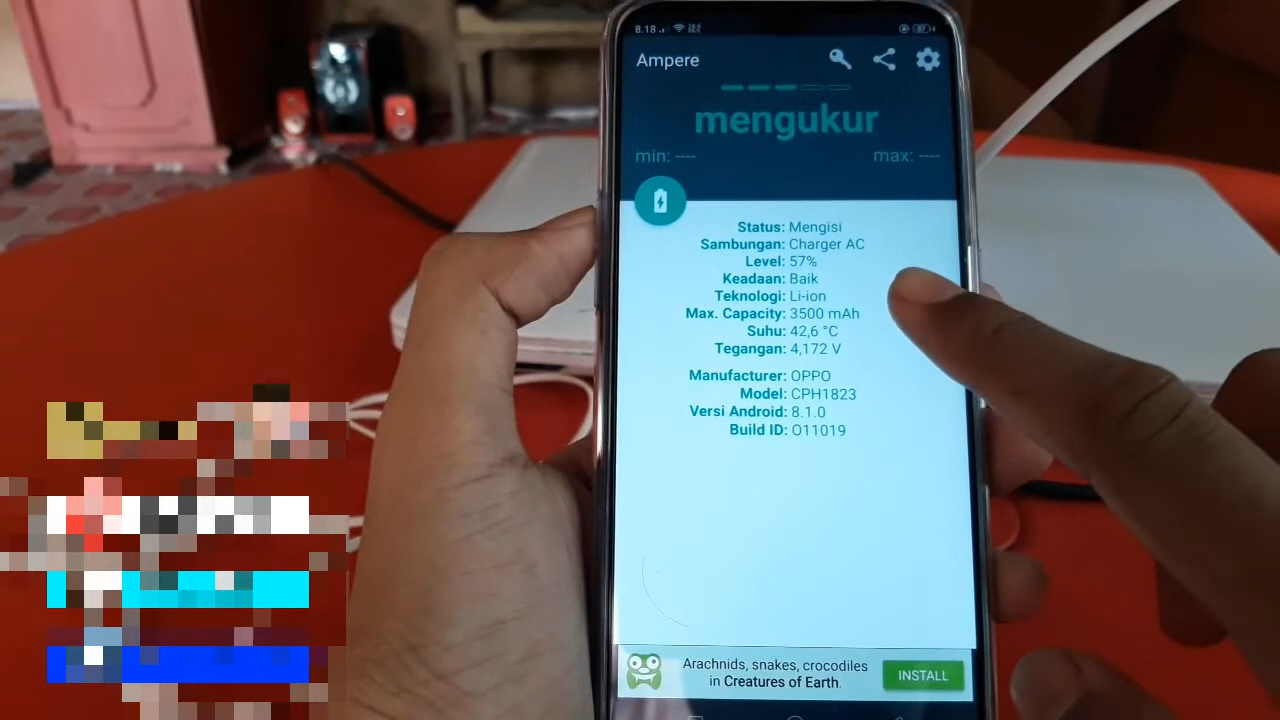 8.18
Ampere
mengukur
min: ----
max: ----
Status: Mengisi
Sambungan: Charger AC
Level: 57%
Keadaan: Baik
Teknologi: Li-ion
Max. Capacity: 3500 mAh
Suhu: 42,6 °C
Tegangan: 4,172 V
Manufacturer: OPPO
Model: CPH1823
Versi Android: 8.1.0
Build ID: O11019
Arachnids, snakes, crocodiles
in Creatures of Earth.
INSTALL